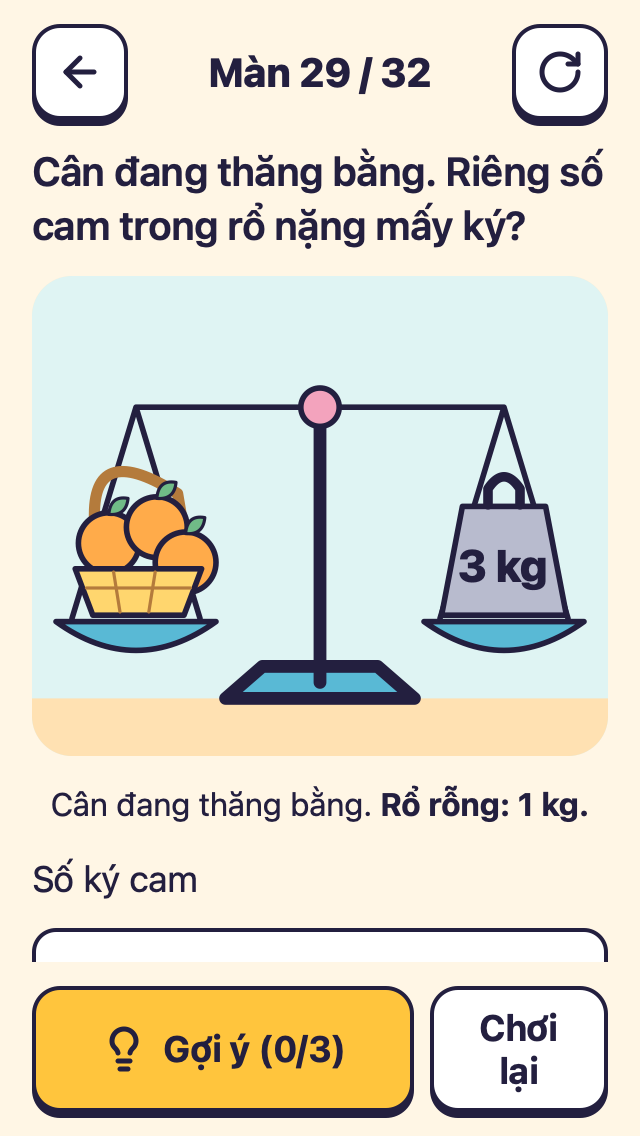 Màn 29 / 32
Cân đang thăng bằng. Riêng số
cam trong rổ nặng mấy ký?
3 kg
Cân đang thăng bằng. Rổ rỗng: 1 kg.
Số ký cam
Gợi ý (0/3)
Chơi
lại